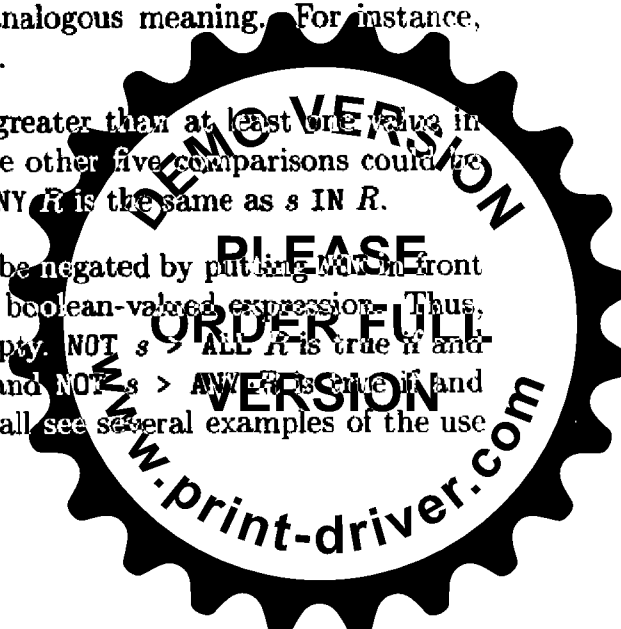 nalogous meaning. For instance,
.
greater than at least one value in
e other five comparisons could be
NY R is the same as s IN R.
be negated by putting NOT in front
boolean-valued expression. Thus,
pty. NOT s > ALL R is true if and
and NOT s > ANY R is true if and
all see several examples of the use
DEMO VERSION
PLEASE
ORDER FULL
VERSION
www.print-driver.com